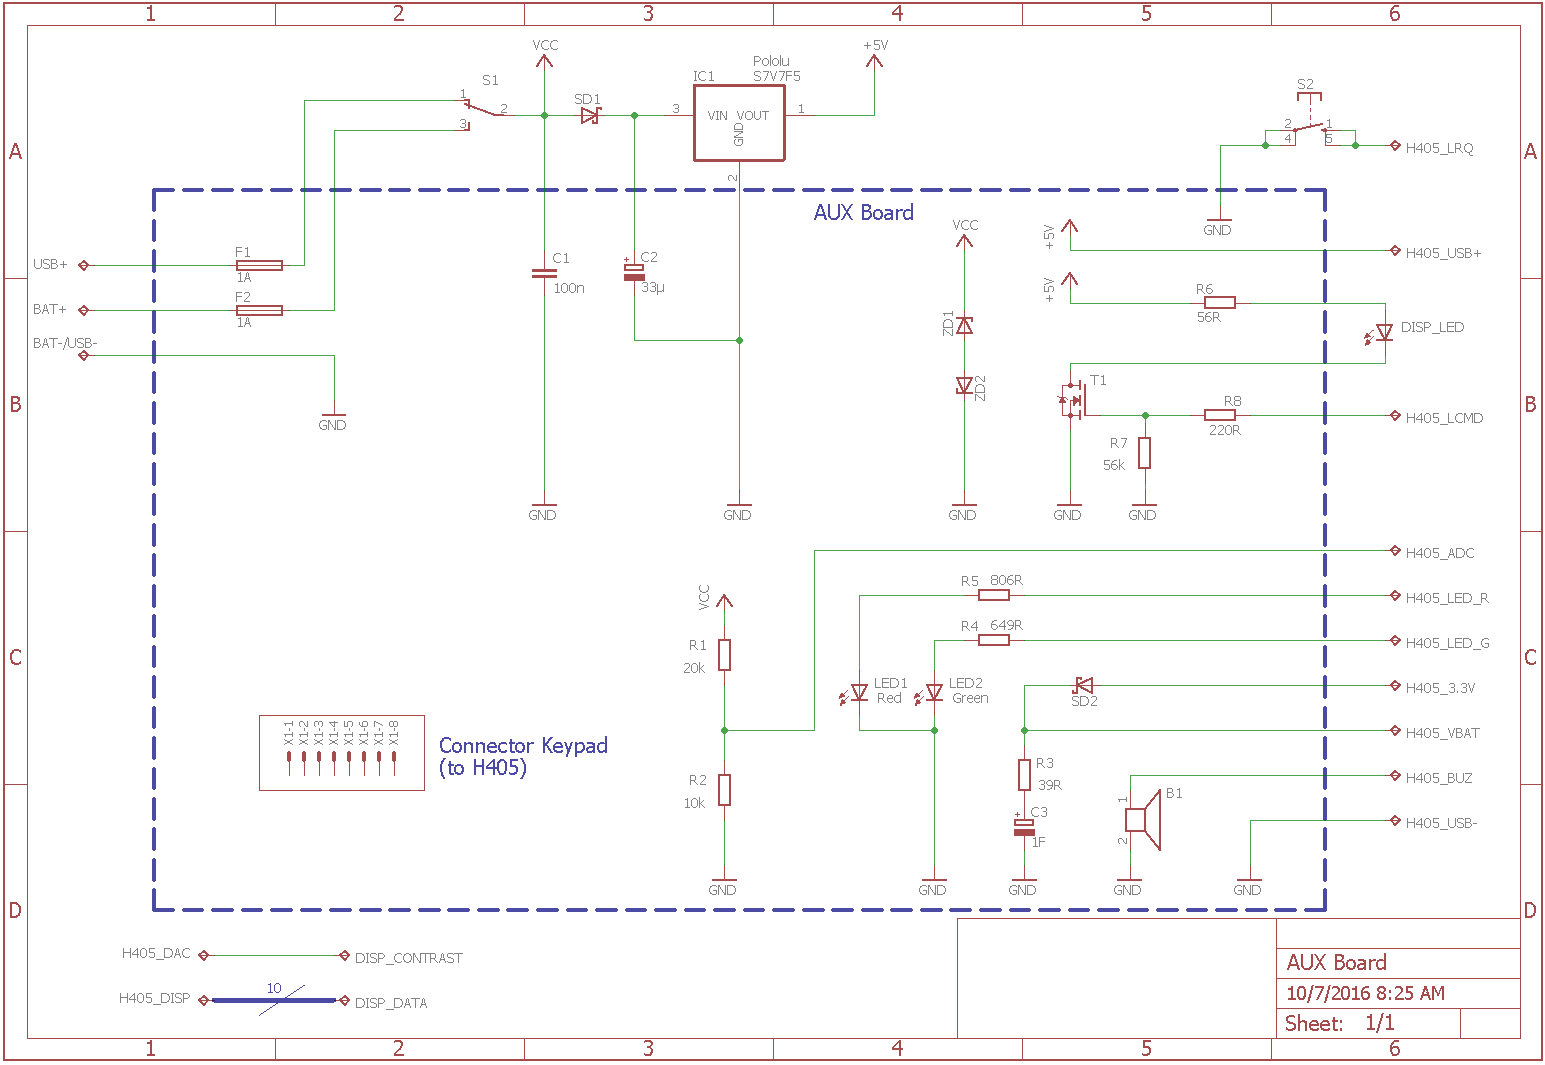 1 2 3 4 5 6
A
B
C
D
A
B
C
D
VCC
+5V
Pololu
S7V7F5
IC1
S1
1
2
3
SD1
3
VIN VOUT
GND
1
2
S2
2
1
4
5
H405_LRQ
GND
AUX Board
USB+
F1
1A
BAT+
F2
1A
BAT-/USB-
GND
C1
100n
C2
33µ
GND
GND
VCC
ZD1
ZD2
GND
+5V
H405_USB+
+5V
R6
56R
DISP_LED
T1
R8
220R
H405_LCMD
R7
56k
GND
GND
H405_ADC
R5 806R
H405_LED_R
R4 649R
H405_LED_G
VCC
R1
20k
LED1
Red
LED2
Green
SD2
H405_3.3V
H405_VBAT
R2
10k
R3
39R
C3
1F
H405_BUZ
B1
1
2
H405_USB-
GND
GND
GND
GND
GND
X1-1
X1-2
X1-3
X1-4
X1-5
X1-6
X1-7
X1-8
Connector Keypad
(to H405)
H405_DAC
DISP_CONTRAST
H405_DISP
10
DISP_DATA
AUX Board
10/7/2016 8:25 AM
Sheet: 1/1
1 2 3 4 5 6
+
+